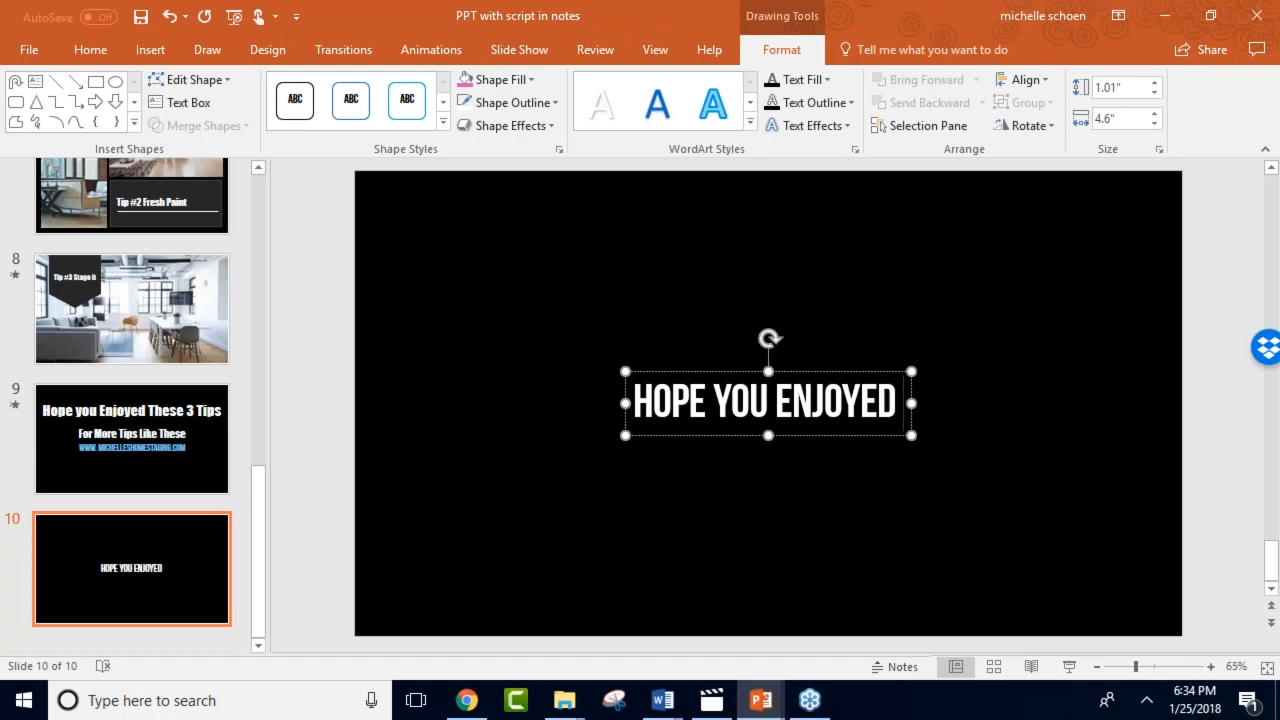 AutoSave Off
PPT with script in notes
Drawing Tools
michelle schoen
File Home Insert Draw Design Transitions Animations Slide Show Review View Help Format Tell me what you want to do Share
Edit Shape
Text Box
Merge Shapes
Insert Shapes
ABC ABC ABC
Shape Fill
Shape Outline
Shape Effects
Shape Styles
A A A
Text Fill
Text Outline
Text Effects
WordArt Styles
Bring Forward
Send Backward
Selection Pane
Align
Group
Rotate
Arrange
1.01"
4.6"
Size
Tip #2 Fresh Paint
8
Tip #3 Stage it
9
Hope you Enjoyed These 3 Tips
For More Tips Like These
WWW.MICHELLESHOMESTAGING.COM
10
HOPE YOU ENJOYED
HOPE YOU ENJOYED
Slide 10 of 10
Notes
65%
Type here to search
6:34 PM
1/25/2018
1